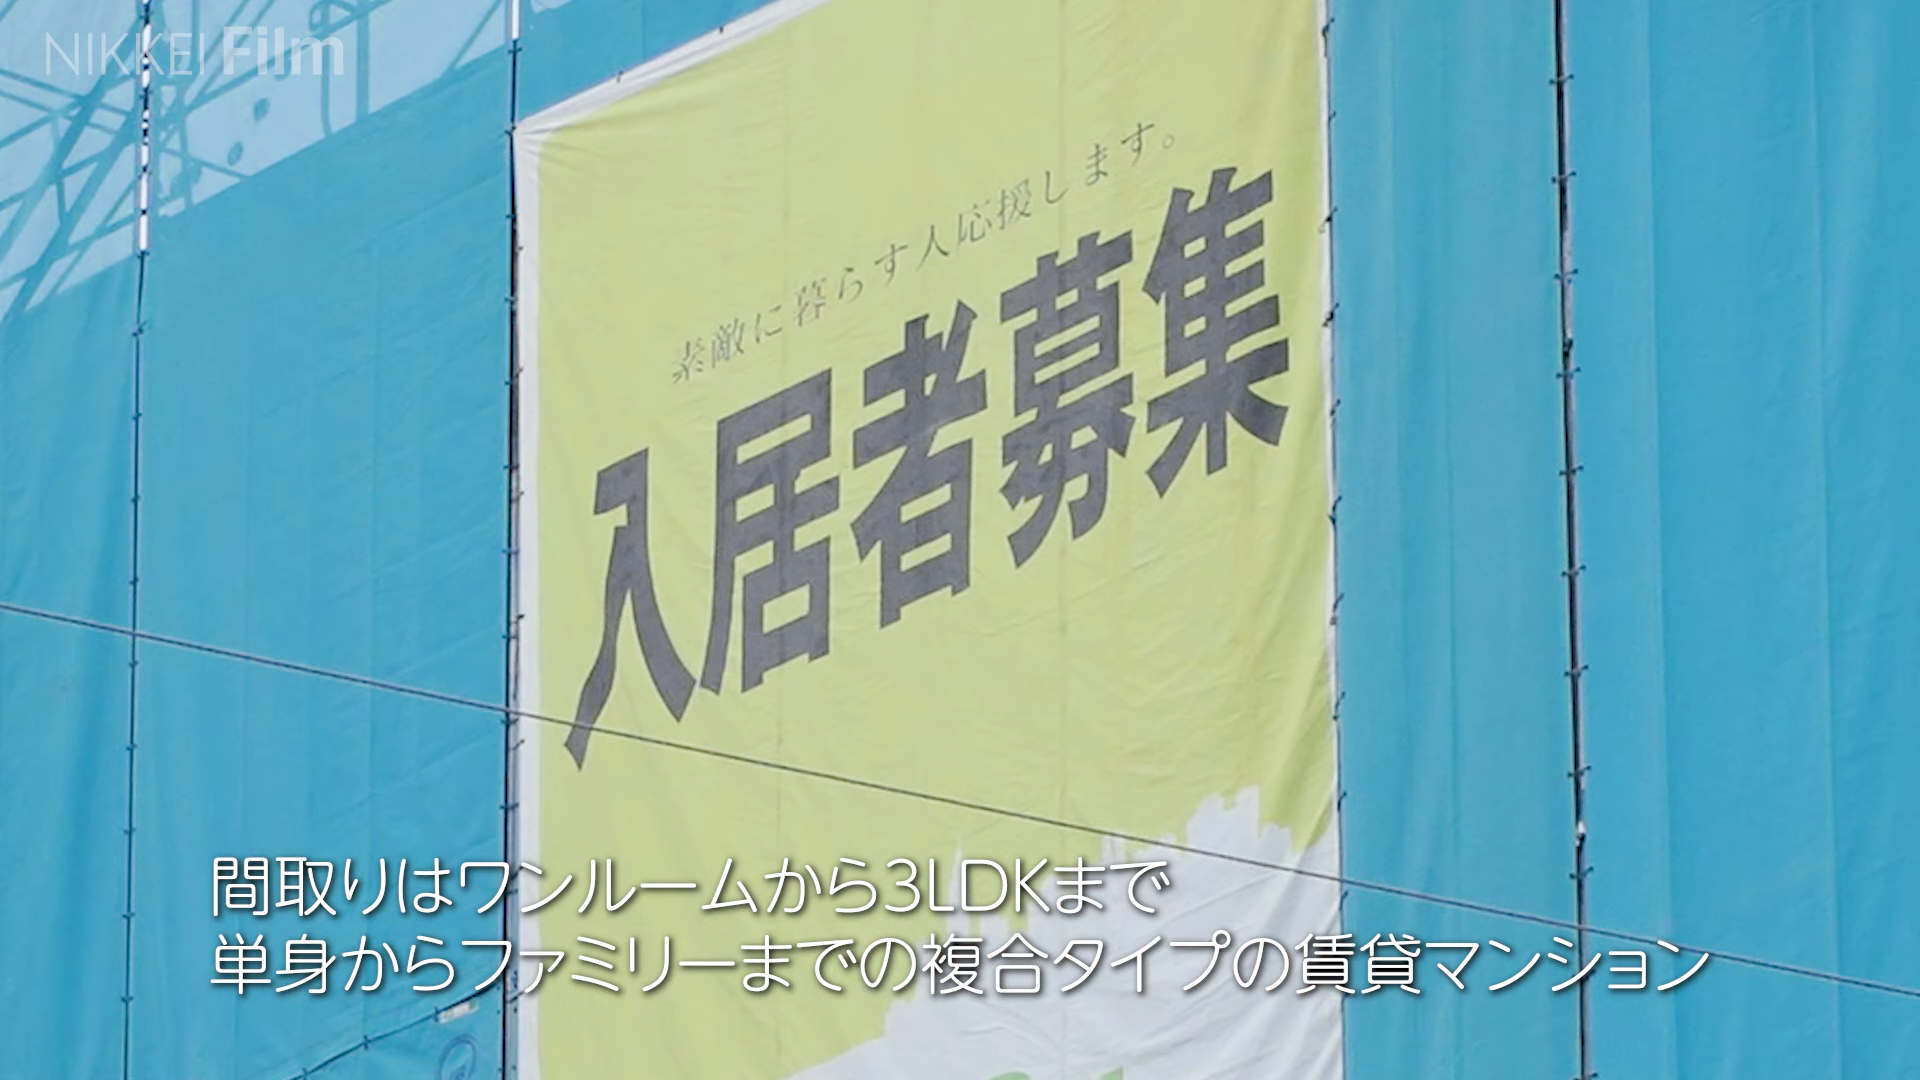 NIKKEI Film
素敵に暮らす人応援します。
入居者募集
間取りはワンルームから3LDKまで
単身からファミリーまでの複合タイプの賃貸マンション